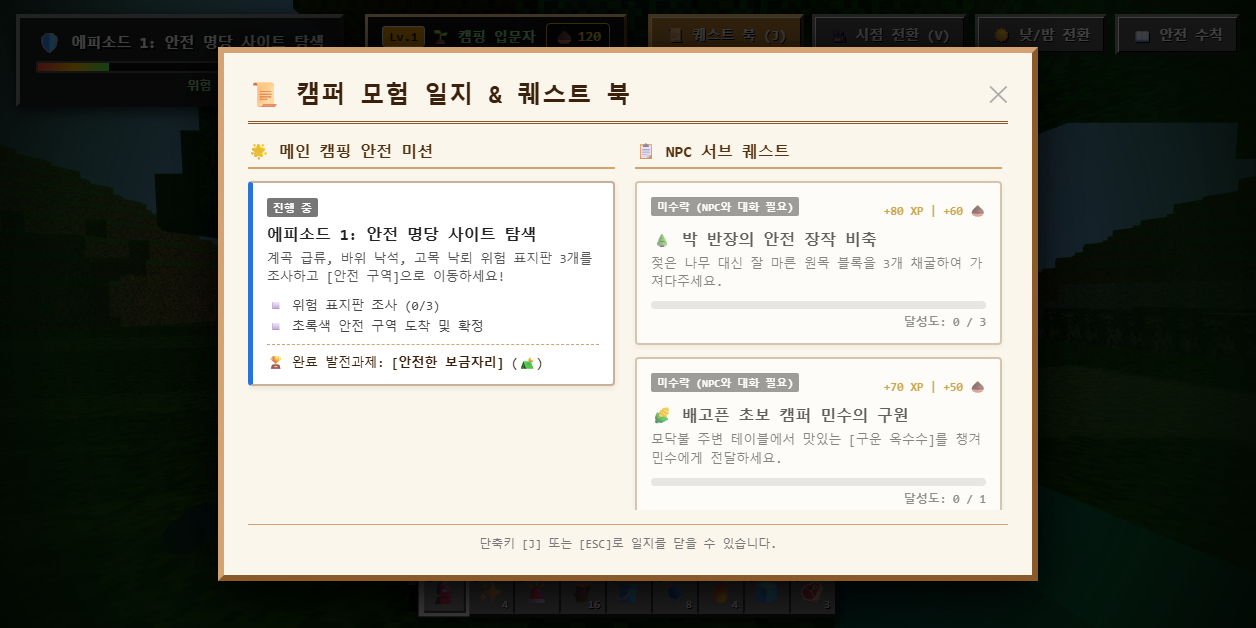 에피소드 1: 안전 명당 사이트 탐색
위험
Lv.1 캠핑 입문자 120
퀘스트 북 (J)
시점 전환 (V)
낮/밤 전환
안전 수칙
캠퍼 모험 일지 & 퀘스트 북
메인 캠핑 안전 미션
진행 중
에피소드 1: 안전 명당 사이트 탐색
계곡 급류, 바위 낙석, 고목 낙뢰 위험 표지판 3개를
조사하고 [안전 구역]으로 이동하세요!
위험 표지판 조사 (0/3)
초록색 안전 구역 도착 및 확정
완료 발전과제: [안전한 보금자리] ( )
NPC 서브 퀘스트
미수락 (NPC와 대화 필요)
+80 XP | +60
박 반장의 안전 장작 비축
젖은 나무 대신 잘 마른 원목 블록을 3개 채굴하여 가
져다주세요.
달성도: 0 / 3
미수락 (NPC와 대화 필요)
+70 XP | +50
배고픈 초보 캠퍼 민수의 구원
모닥불 주변 테이블에서 맛있는 [구운 옥수수]를 챙겨
민수에게 전달하세요.
달성도: 0 / 1
단축키 [J] 또는 [ESC]로 일지를 닫을 수 있습니다.
4 16 8 4 3